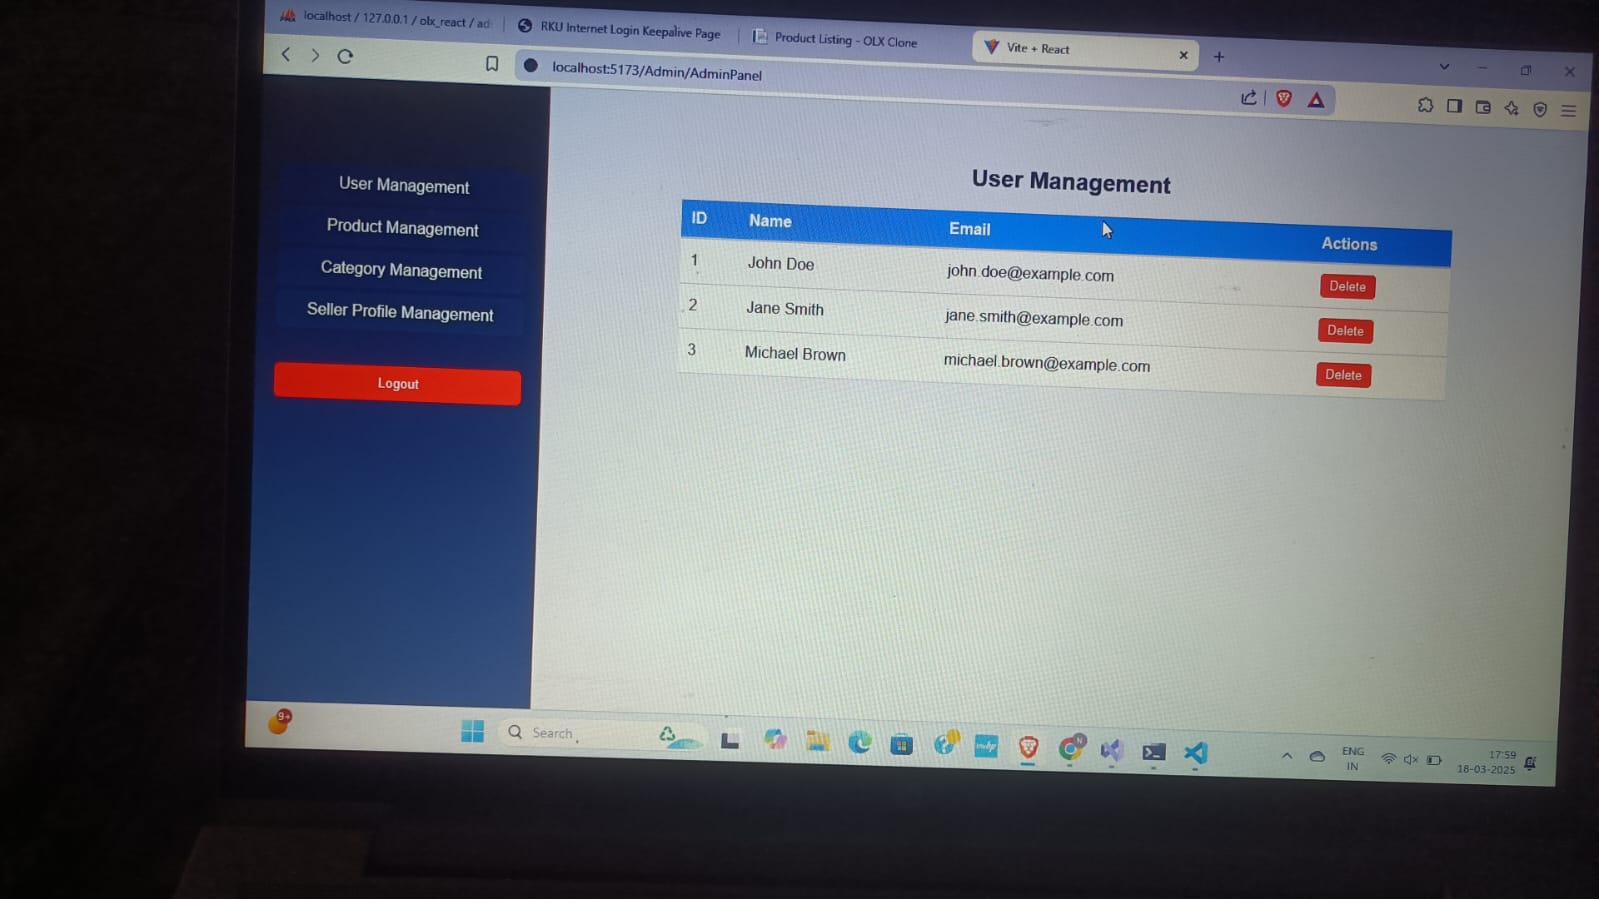 localhost / 127.0.0.1 / olx_react / ad
RKU Internet Login Keepalive Page
Product Listing - OLX Clone
Vite + React
localhost:5173/Admin/AdminPanel
User Management
Product Management
Category Management
Seller Profile Management
Logout
User Management
ID Name Email Actions
1 John Doe john.doe@example.com Delete
2 Jane Smith jane.smith@example.com Delete
3 Michael Brown michael.brown@example.com Delete
9+
Search
N
ENG
IN
17:59
18-03-2025